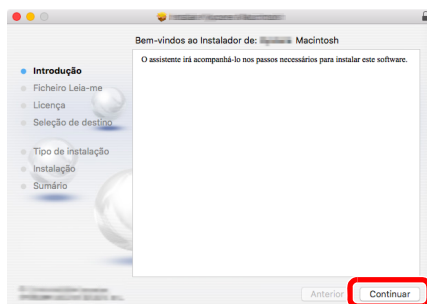 Bem-vindos ao Instalador de: Macintosh
O assistente irá acompanhá-lo nos passos necessários para instalar este software.
Introdução
Ficheiro Leia-me
Licença
Seleção de destino
Tipo de instalação
Instalação
Sumário
Anterior
Continuar